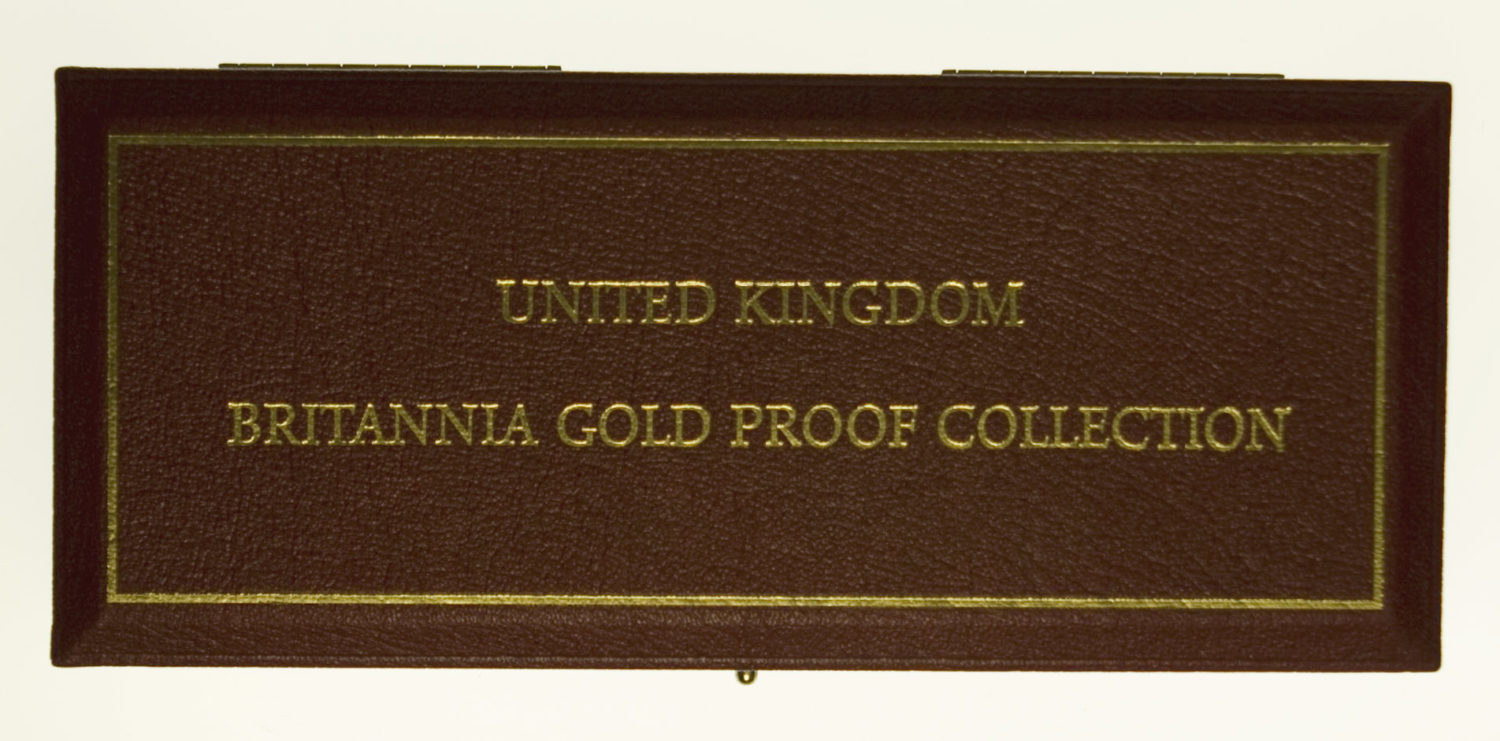 UNITED KINGDOM
BRITANNIA GOLD PROOF COLLECTION